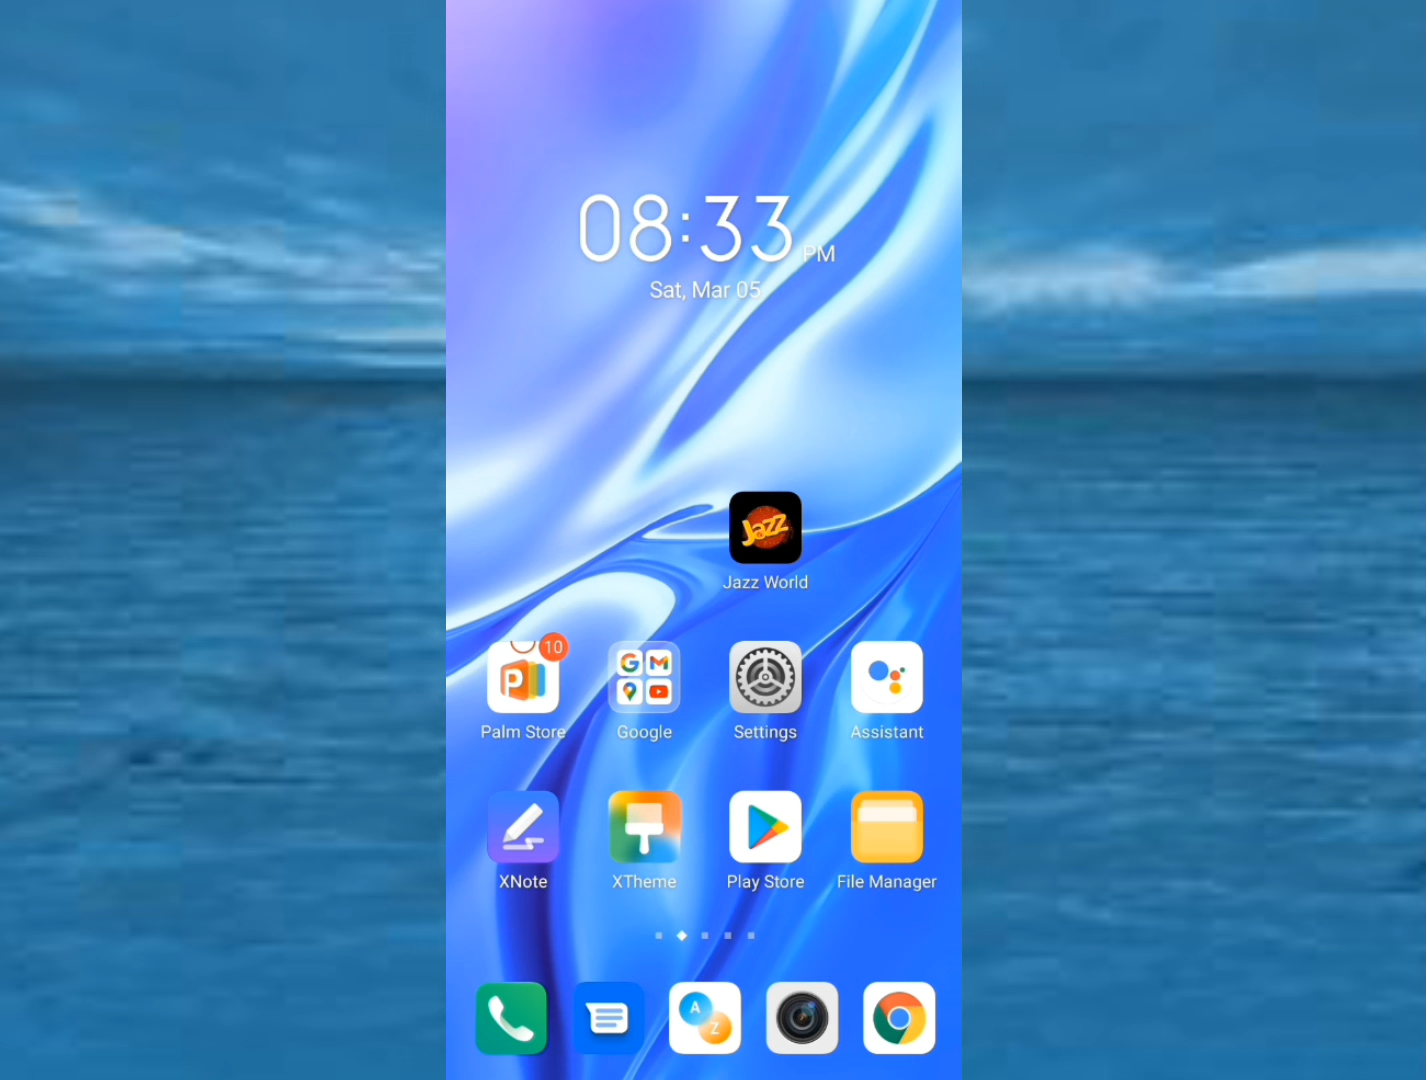 08:33 PM
Sat, Mar 05
Jazz
Jazz World
10
P
G
Palm Store
Google
Settings
Assistant
XNote
XTheme
Play Store
File Manager
A
Z